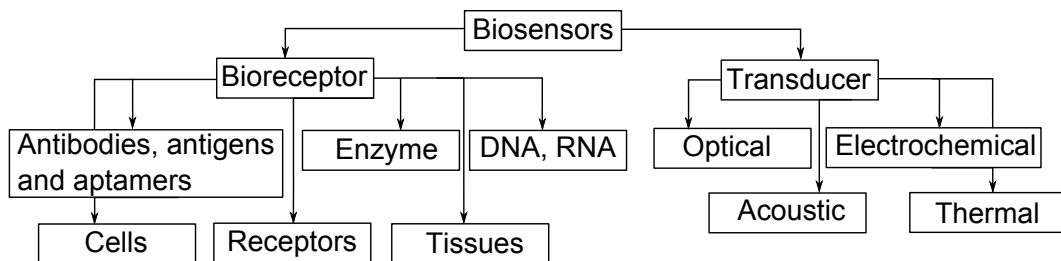 Biosensors
Bioreceptor
Transducer
Antibodies, antigens
and aptamers
Enzyme
DNA, RNA
Optical
Electrochemical
Cells
Receptors
Tissues
Acoustic
Thermal